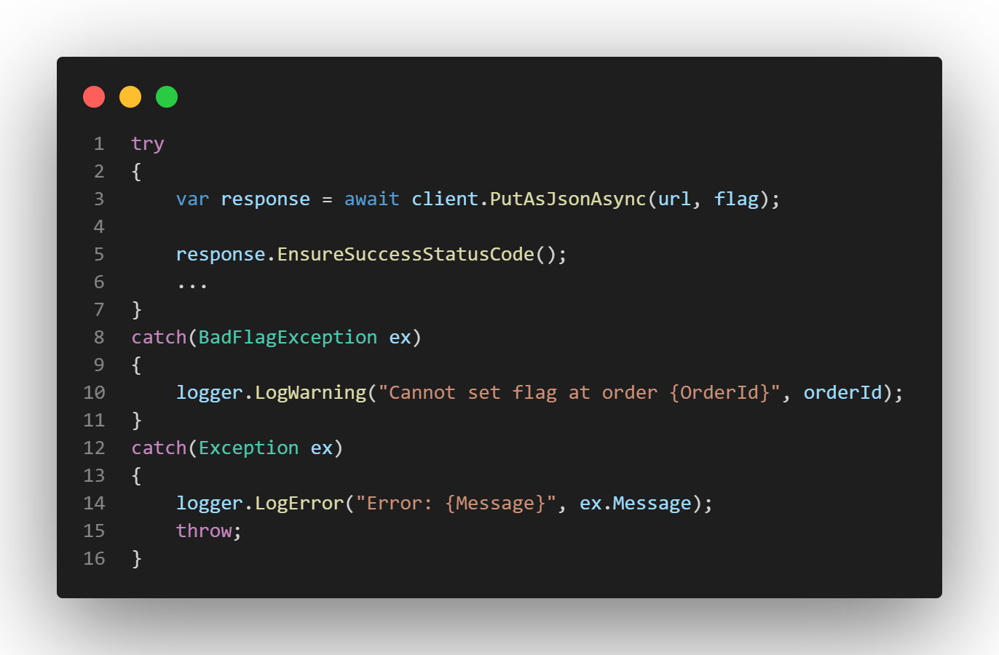 1 try
2 {
3     var response = await client.PutAsJsonAsync(url, flag);
4
5     response.EnsureSuccessStatusCode();
6     ...
7 }
8 catch(BadFlagException ex)
9 {
10     logger.LogWarning("Cannot set flag at order {OrderId}", orderId);
11 }
12 catch(Exception ex)
13 {
14     logger.LogError("Error: {Message}", ex.Message);
15     throw;
16 }